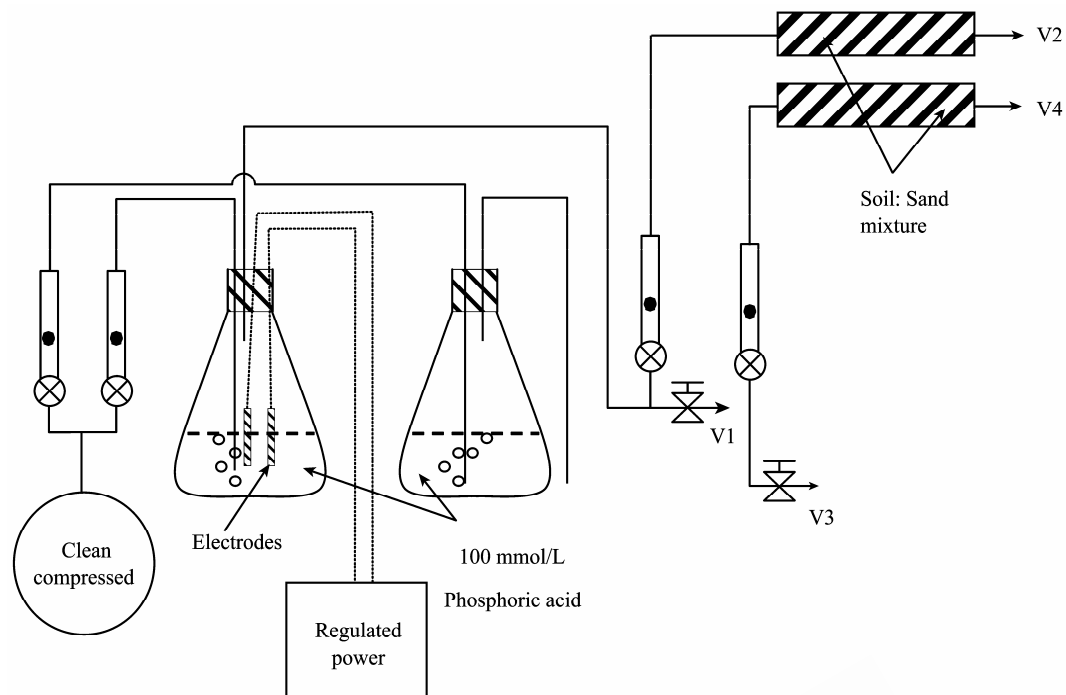 V2
V4
Soil: Sand
mixture
V1
V3
Electrodes
Clean
compressed
100 mmol/L
Phosphoric acid
Regulated
power